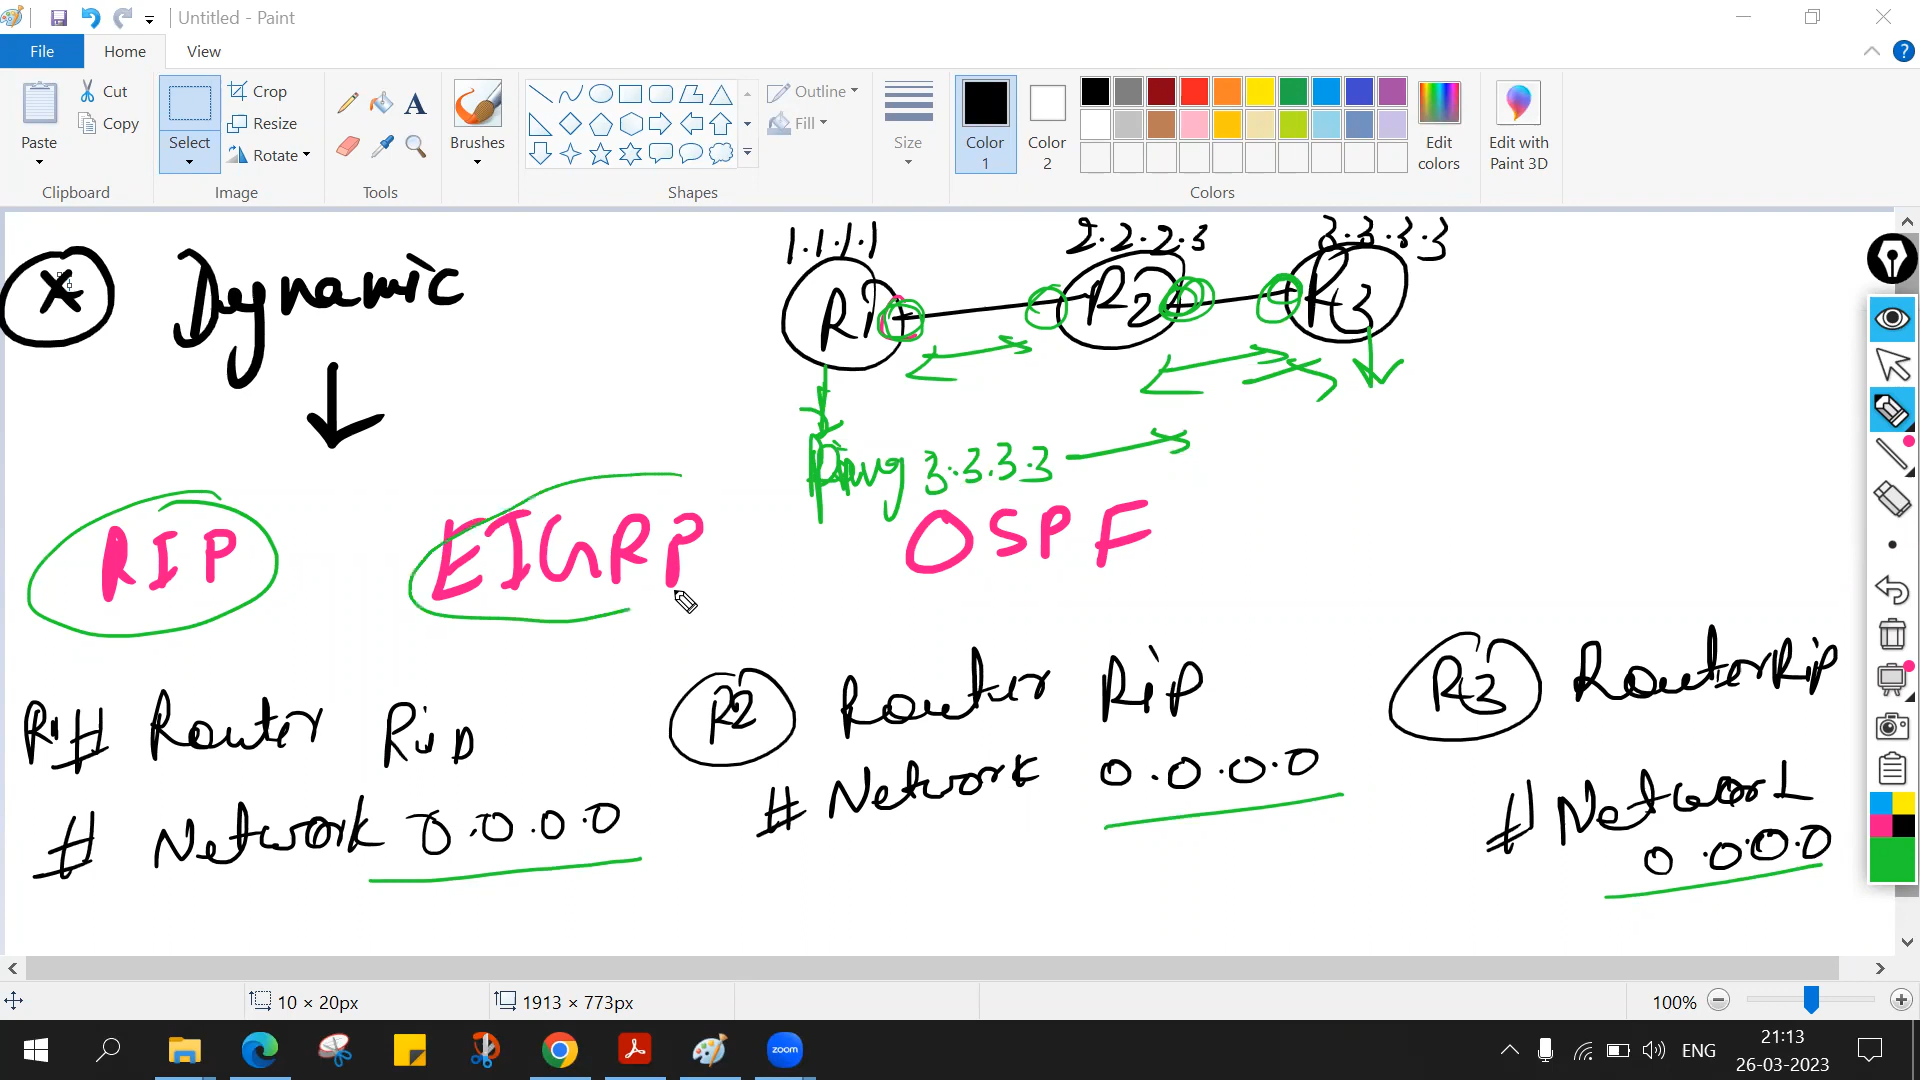 Untitled - Paint
File
Home
View
Paste
Cut
Copy
Clipboard
Select
Crop
Resize
Rotate
Image
Tools
Brushes
Shapes
Outline
Fill
Size
Color
1
Color
2
Colors
Edit
colors
Edit with
Paint 3D
Dynamic
1.1.1.1
2.2.2.3
3.3.3.3
R1
R2
R3
Ping 3.3.3.3
RIP
EIGRP
OSPF
R1# Router Rip
# Network 0.0.0.0
R2
Router Rip
# Network 0.0.0.0
R3
Router Rip
# Network
0.0.0.0
10 × 20px
1913 × 773px
100%
zoom
ENG
21:13
26-03-2023